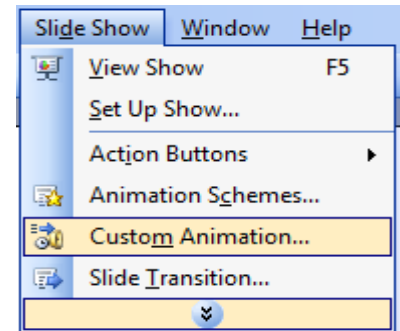 Slide Show Window Help
View Show F5
Set Up Show...
Action Buttons
Animation Schemes...
Custom Animation...
Slide Transition...